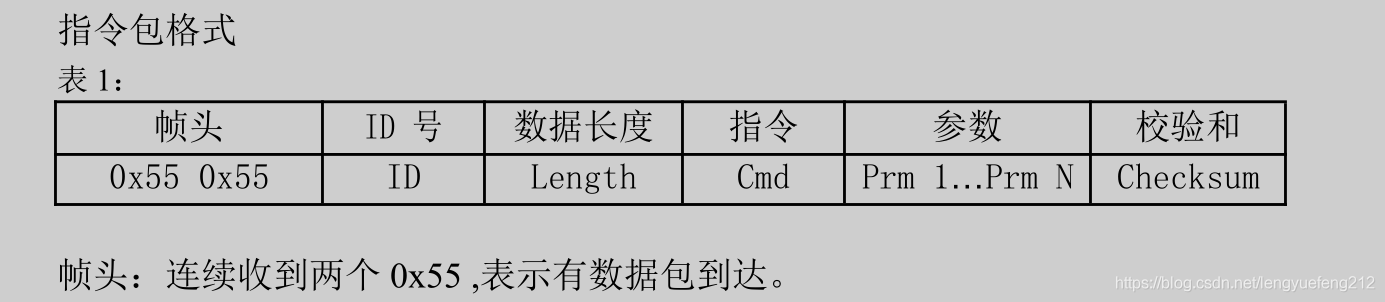 指令包格式
表 1：
帧头 ID 号 数据长度 指令 参数 校验和
0x55 0x55 ID Length Cmd Prm 1...Prm N Checksum
帧头：连续收到两个 0x55 ,表示有数据包到达。
https://blog.csdn.net/lengyuefeng212